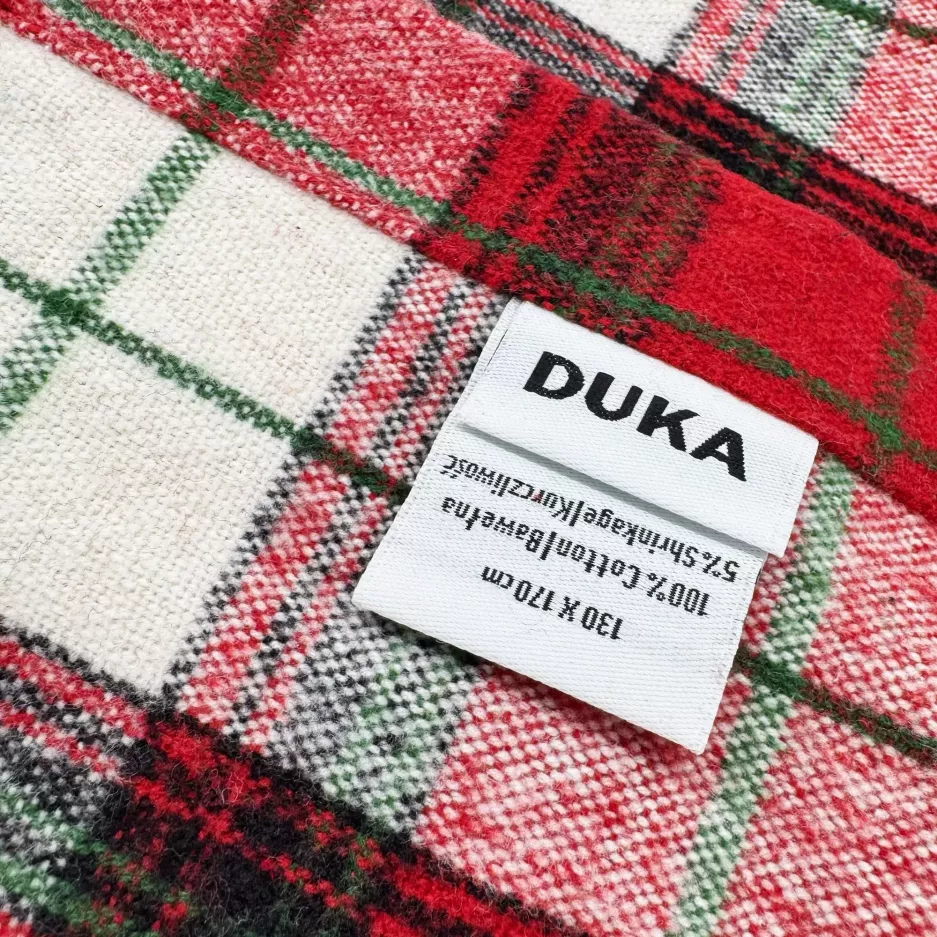 DUKA
130 X 170 cm
100% Cotton/Bawełna
5% Shrinkage/Kurczliwość